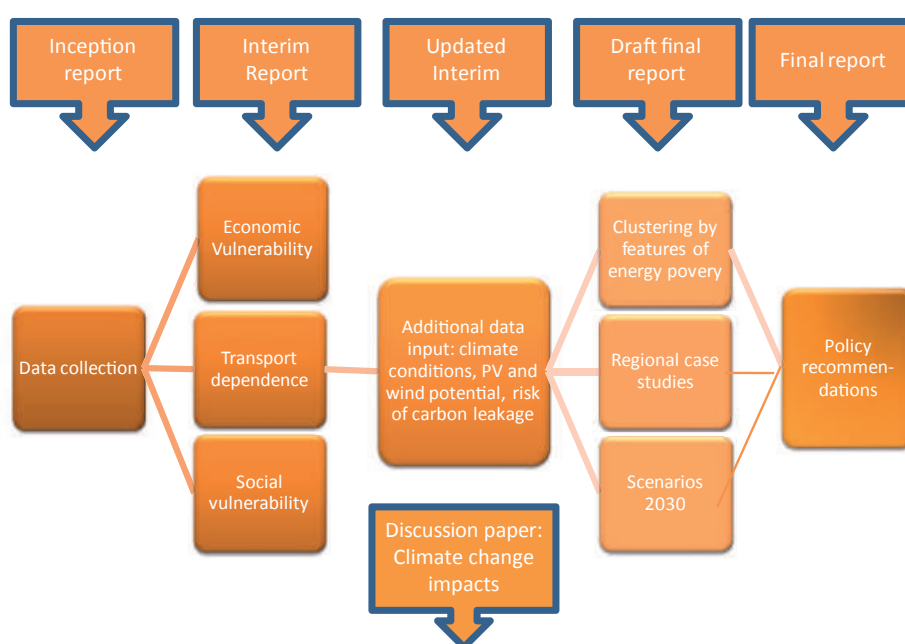 Inception
report
Interim
Report
Updated
Interim
Draft final
report
Final report
Economic
Vulnerability
Clustering by
features of
energy povery
Data collection
Transport
dependence
Additional data
input: climate
conditions, PV and
wind potential, risk
of carbon leakage
Regional case
studies
Policy
recommen-
dations
Social
vulnerability
Scenarios
2030
Discussion paper:
Climate change
impacts